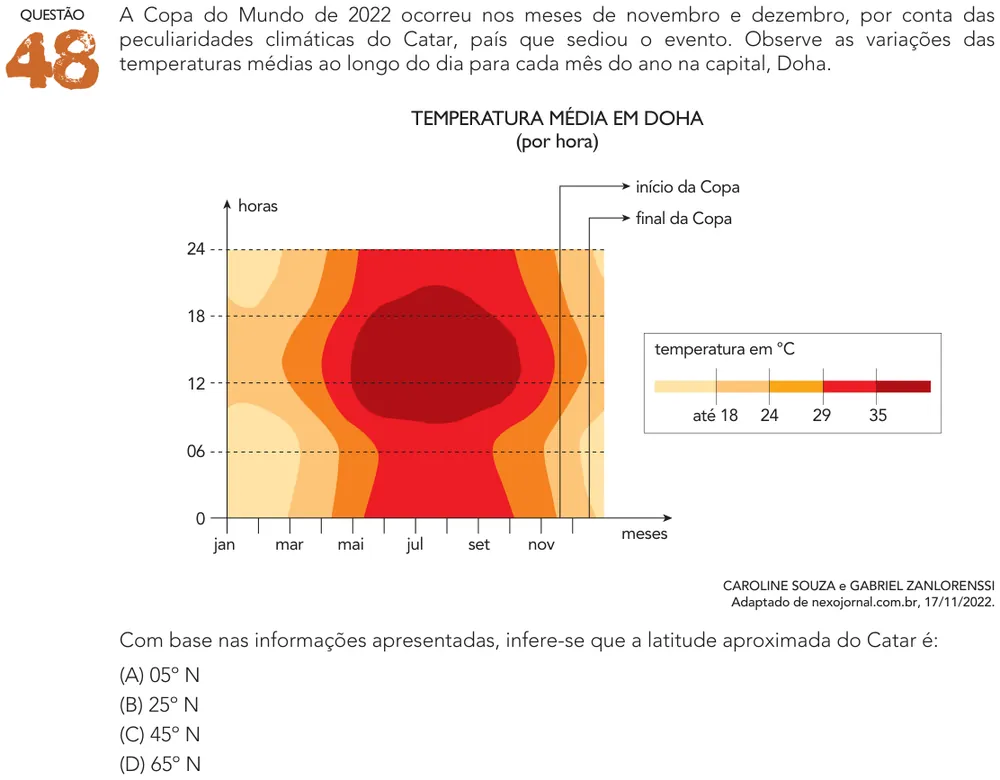 QUESTÃO
48
A Copa do Mundo de 2022 ocorreu nos meses de novembro e dezembro, por conta das
peculiaridades climáticas do Catar, país que sediou o evento. Observe as variações das
temperaturas médias ao longo do dia para cada mês do ano na capital, Doha.
TEMPERATURA MÉDIA EM DOHA
(por hora)
início da Copa
horas
final da Copa
24
18
12
06
0
temperatura em °C
até 18 24 29 35
jan mar mai jul set nov
meses
CAROLINE SOUZA e GABRIEL ZANLORENSSI
Adaptado de nexojornal.com.br, 17/11/2022.
Com base nas informações apresentadas, infere-se que a latitude aproximada do Catar é:
(A) 05º N
(B) 25º N
(C) 45º N
(D) 65º N